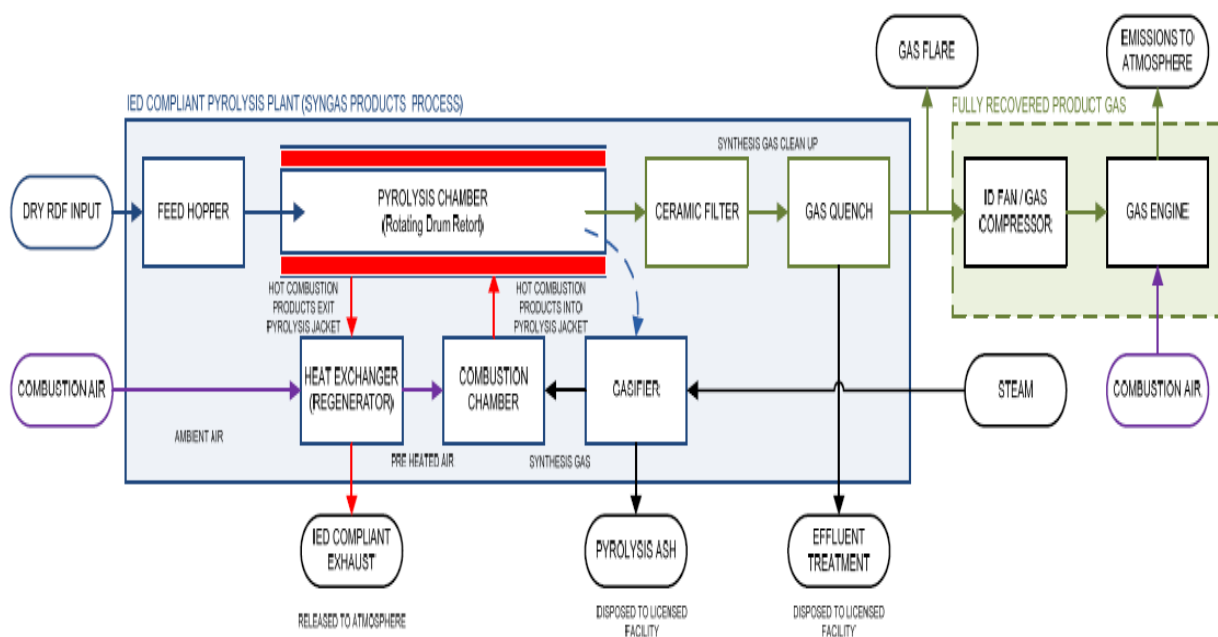 GAS FLARE
EMISSIONS TO
ATMOSPHERE
IED COMPLIANT PYROLYSIS PLANT (SYNGAS PRODUCTS PROCESS)
FULLY RECOVERED PRODUCT GAS
SYNTHESIS GAS CLEAN UP
DRY RDF INPUT
FEED HOPPER
PYROLYSIS CHAMBER
(Rotating Drum Retort)
CERAMIC FILTER
GAS QUENCH
ID FAN / GAS
COMPRESSOR
GAS ENGINE
HOT COMBUSTION
PRODUCTS EXIT
PYROLYSIS JACKET
HOT COMBUSTION
PRODUCTS INTO
PYROLYSIS JACKET
COMBUSTION AIR
HEAT EXCHANGER
(REGENERATOR)
COMBUSTION
CHAMBER
GASIFIER
STEAM
COMBUSTION AIR
AMBIENT AIR
PRE HEATED AIR
SYNTHESIS GAS
IED COMPLIANT
EXHAUST
PYROLYSIS ASH
EFFLUENT
TREATMENT
RELEASED TO ATMOSPHERE
DISPOSED TO LICENSED
FACILITY
DISPOSED TO LICENSED
FACILITY